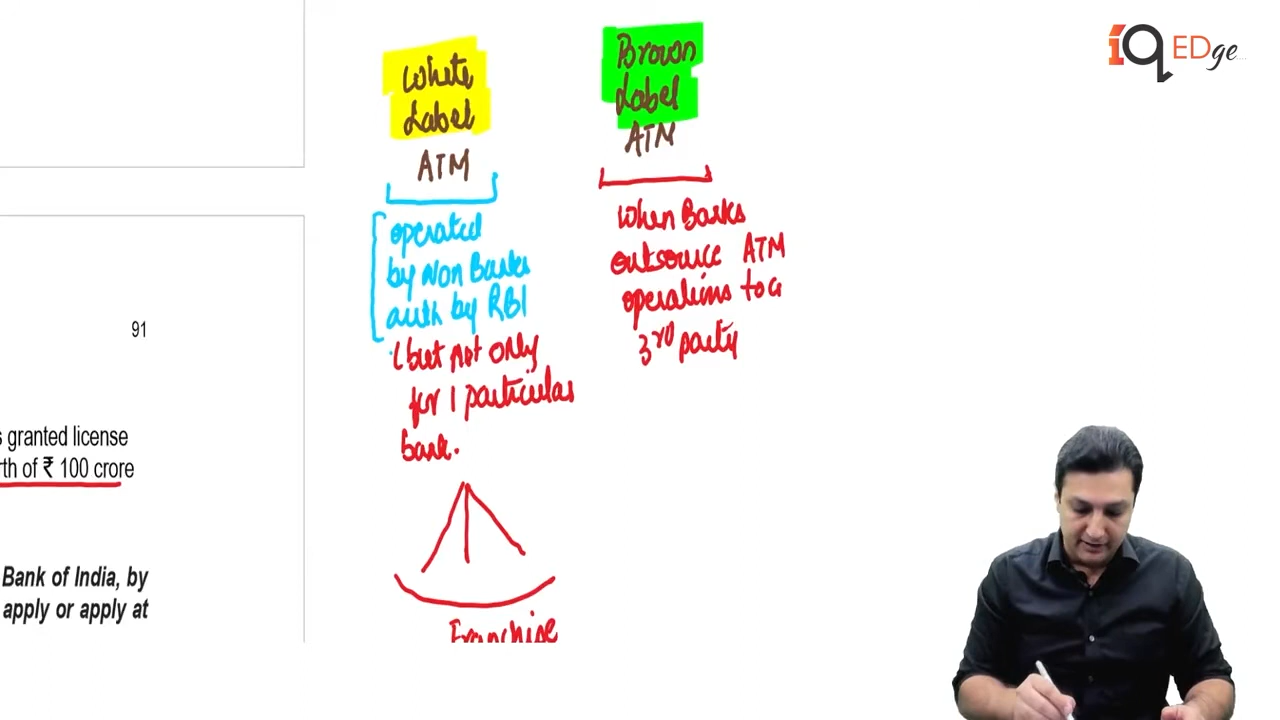 iQ EDge
White
Label
ATM
operated
by Non Banks
auth by RBI
(but not only
for 1 particular
bank.
Franchise
Brown
Label
ATM
When Banks
outsource ATM
operations to a
3rd party
91
s granted license
rth of ₹ 100 crore
Bank of India, by
apply or apply at